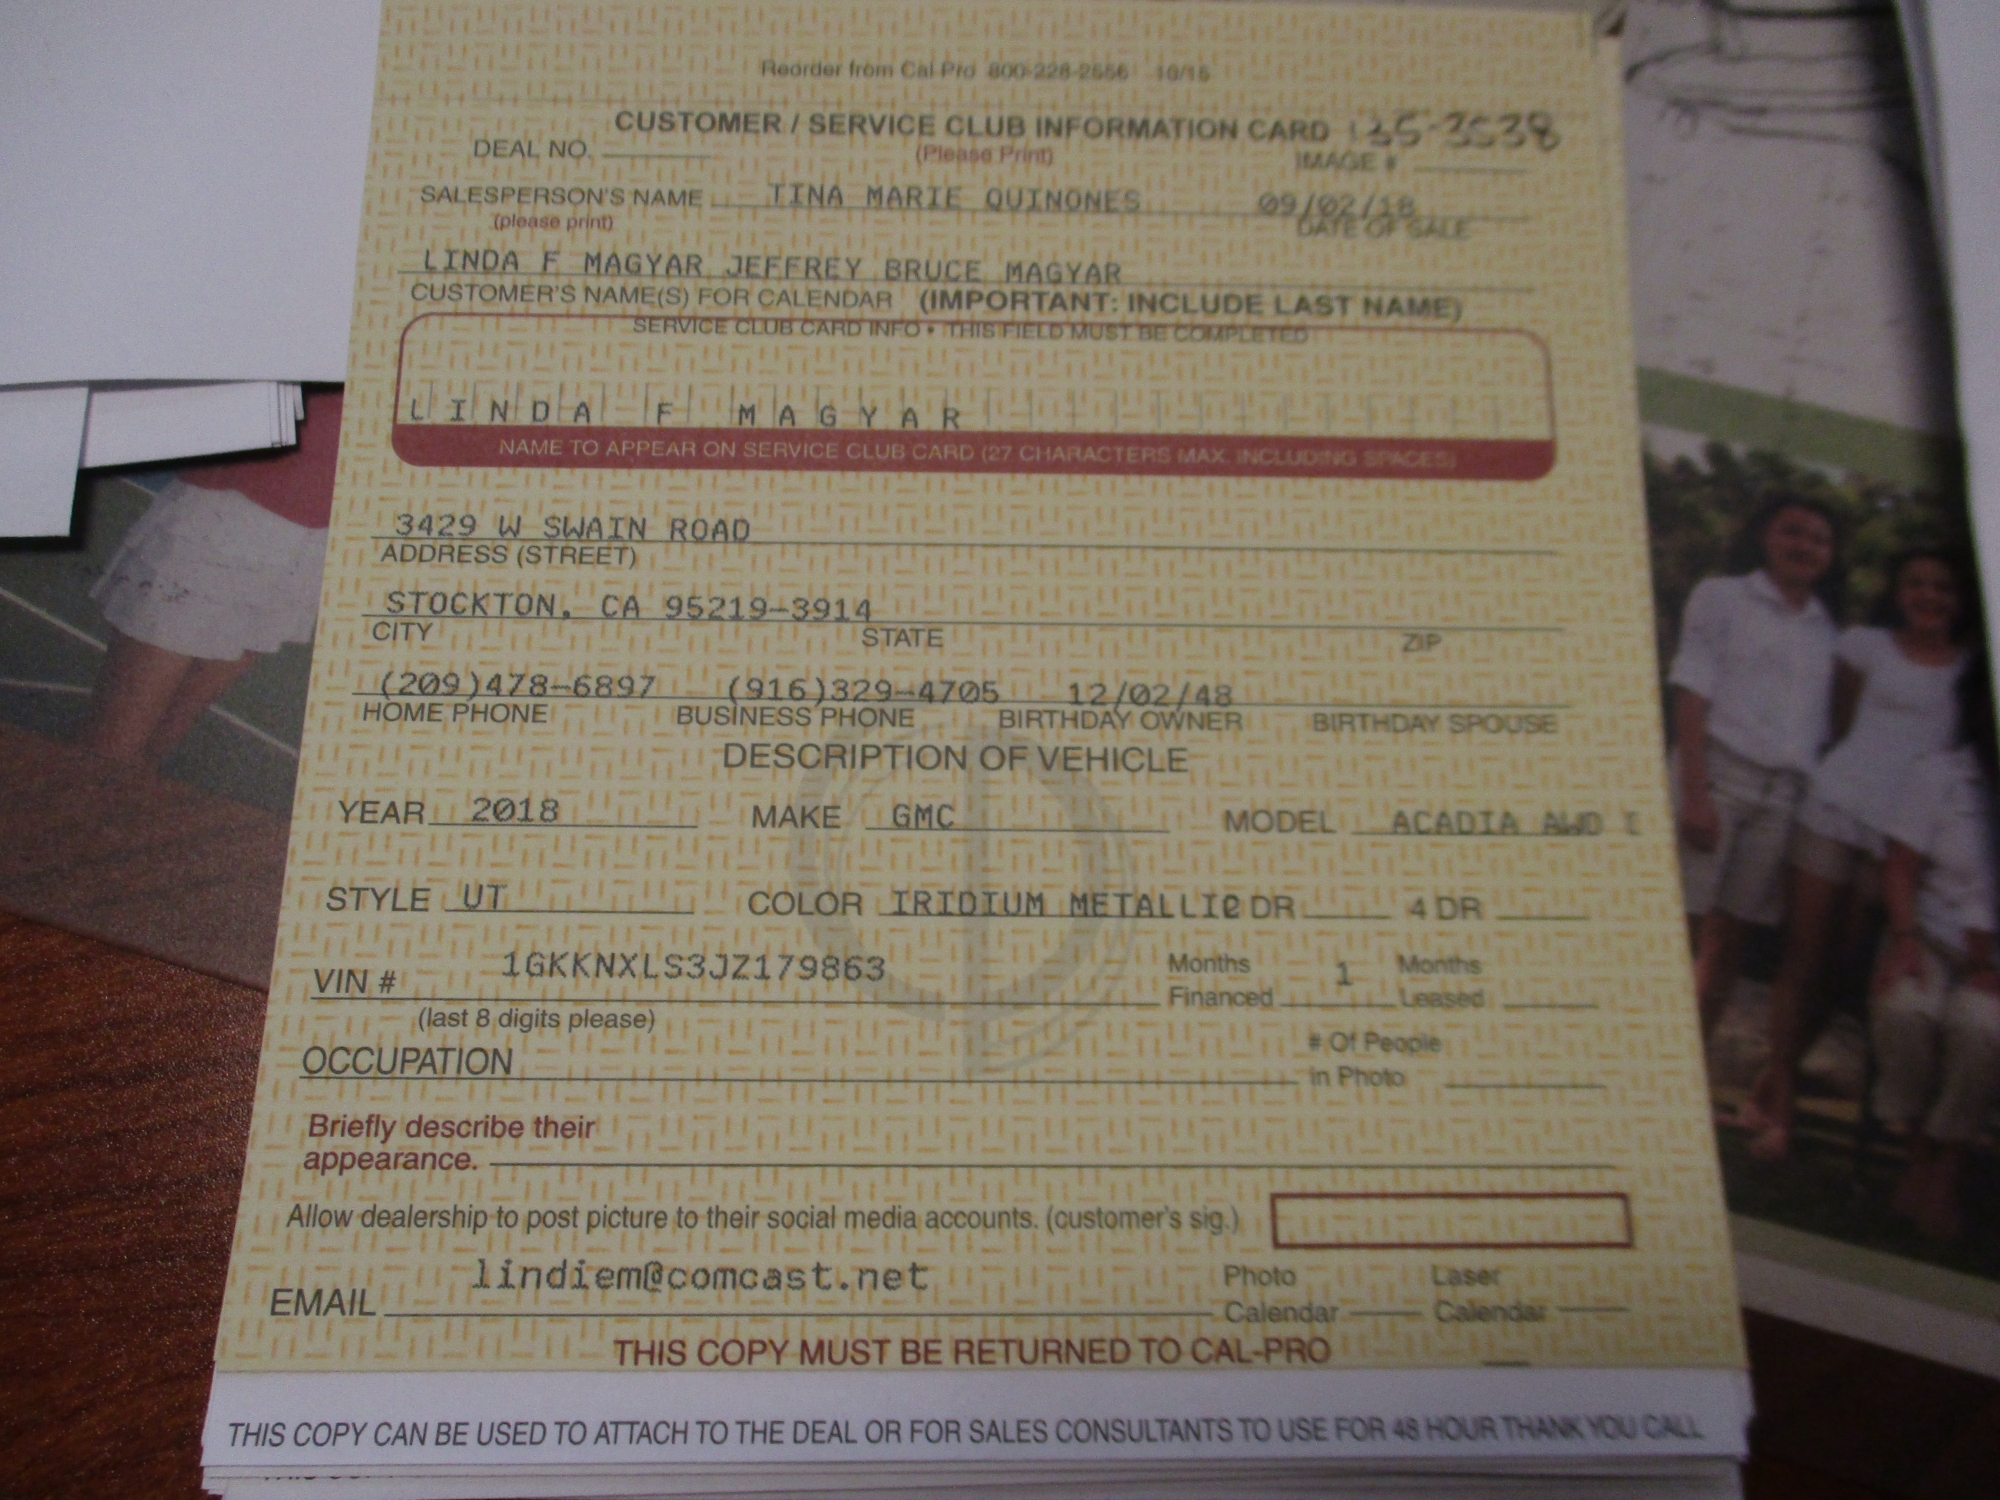 Reorder from Cal Pro 800-228-2556 10/15
CUSTOMER / SERVICE CLUB INFORMATION CARD 135-3538
DEAL NO. (Please Print) IMAGE #
SALESPERSON'S NAME TINA MARIE QUINONES 09/02/18
(please print) DATE OF SALE
LINDA F MAGYAR JEFFREY BRUCE MAGYAR
CUSTOMER'S NAME(S) FOR CALENDAR (IMPORTANT: INCLUDE LAST NAME)
SERVICE CLUB CARD INFO • THIS FIELD MUST BE COMPLETED
LINDA F MAGYAR
NAME TO APPEAR ON SERVICE CLUB CARD (27 CHARACTERS MAX. INCLUDING SPACES)
3429 W SWAIN ROAD
ADDRESS (STREET)
STOCKTON, CA 95219-3914
CITY STATE ZIP
(209)478-6897 (916)329-4705 12/02/48
HOME PHONE BUSINESS PHONE BIRTHDAY OWNER BIRTHDAY SPOUSE
DESCRIPTION OF VEHICLE
YEAR 2018 MAKE GMC MODEL ACADIA AWD
STYLE UT COLOR IRIDIUM METALLIC DR 4 DR
VIN # 1GKKNXLS3JZ179863 Months Financed 1 Months Leased
(last 8 digits please)
OCCUPATION # Of People in Photo
Briefly describe their
appearance.
Allow dealership to post picture to their social media accounts. (customer's sig.)
EMAIL lindiem@comcast.net Photo Calendar Laser Calendar
THIS COPY MUST BE RETURNED TO CAL-PRO
THIS COPY CAN BE USED TO ATTACH TO THE DEAL OR FOR SALES CONSULTANTS TO USE FOR 48 HOUR THANK YOU CALL